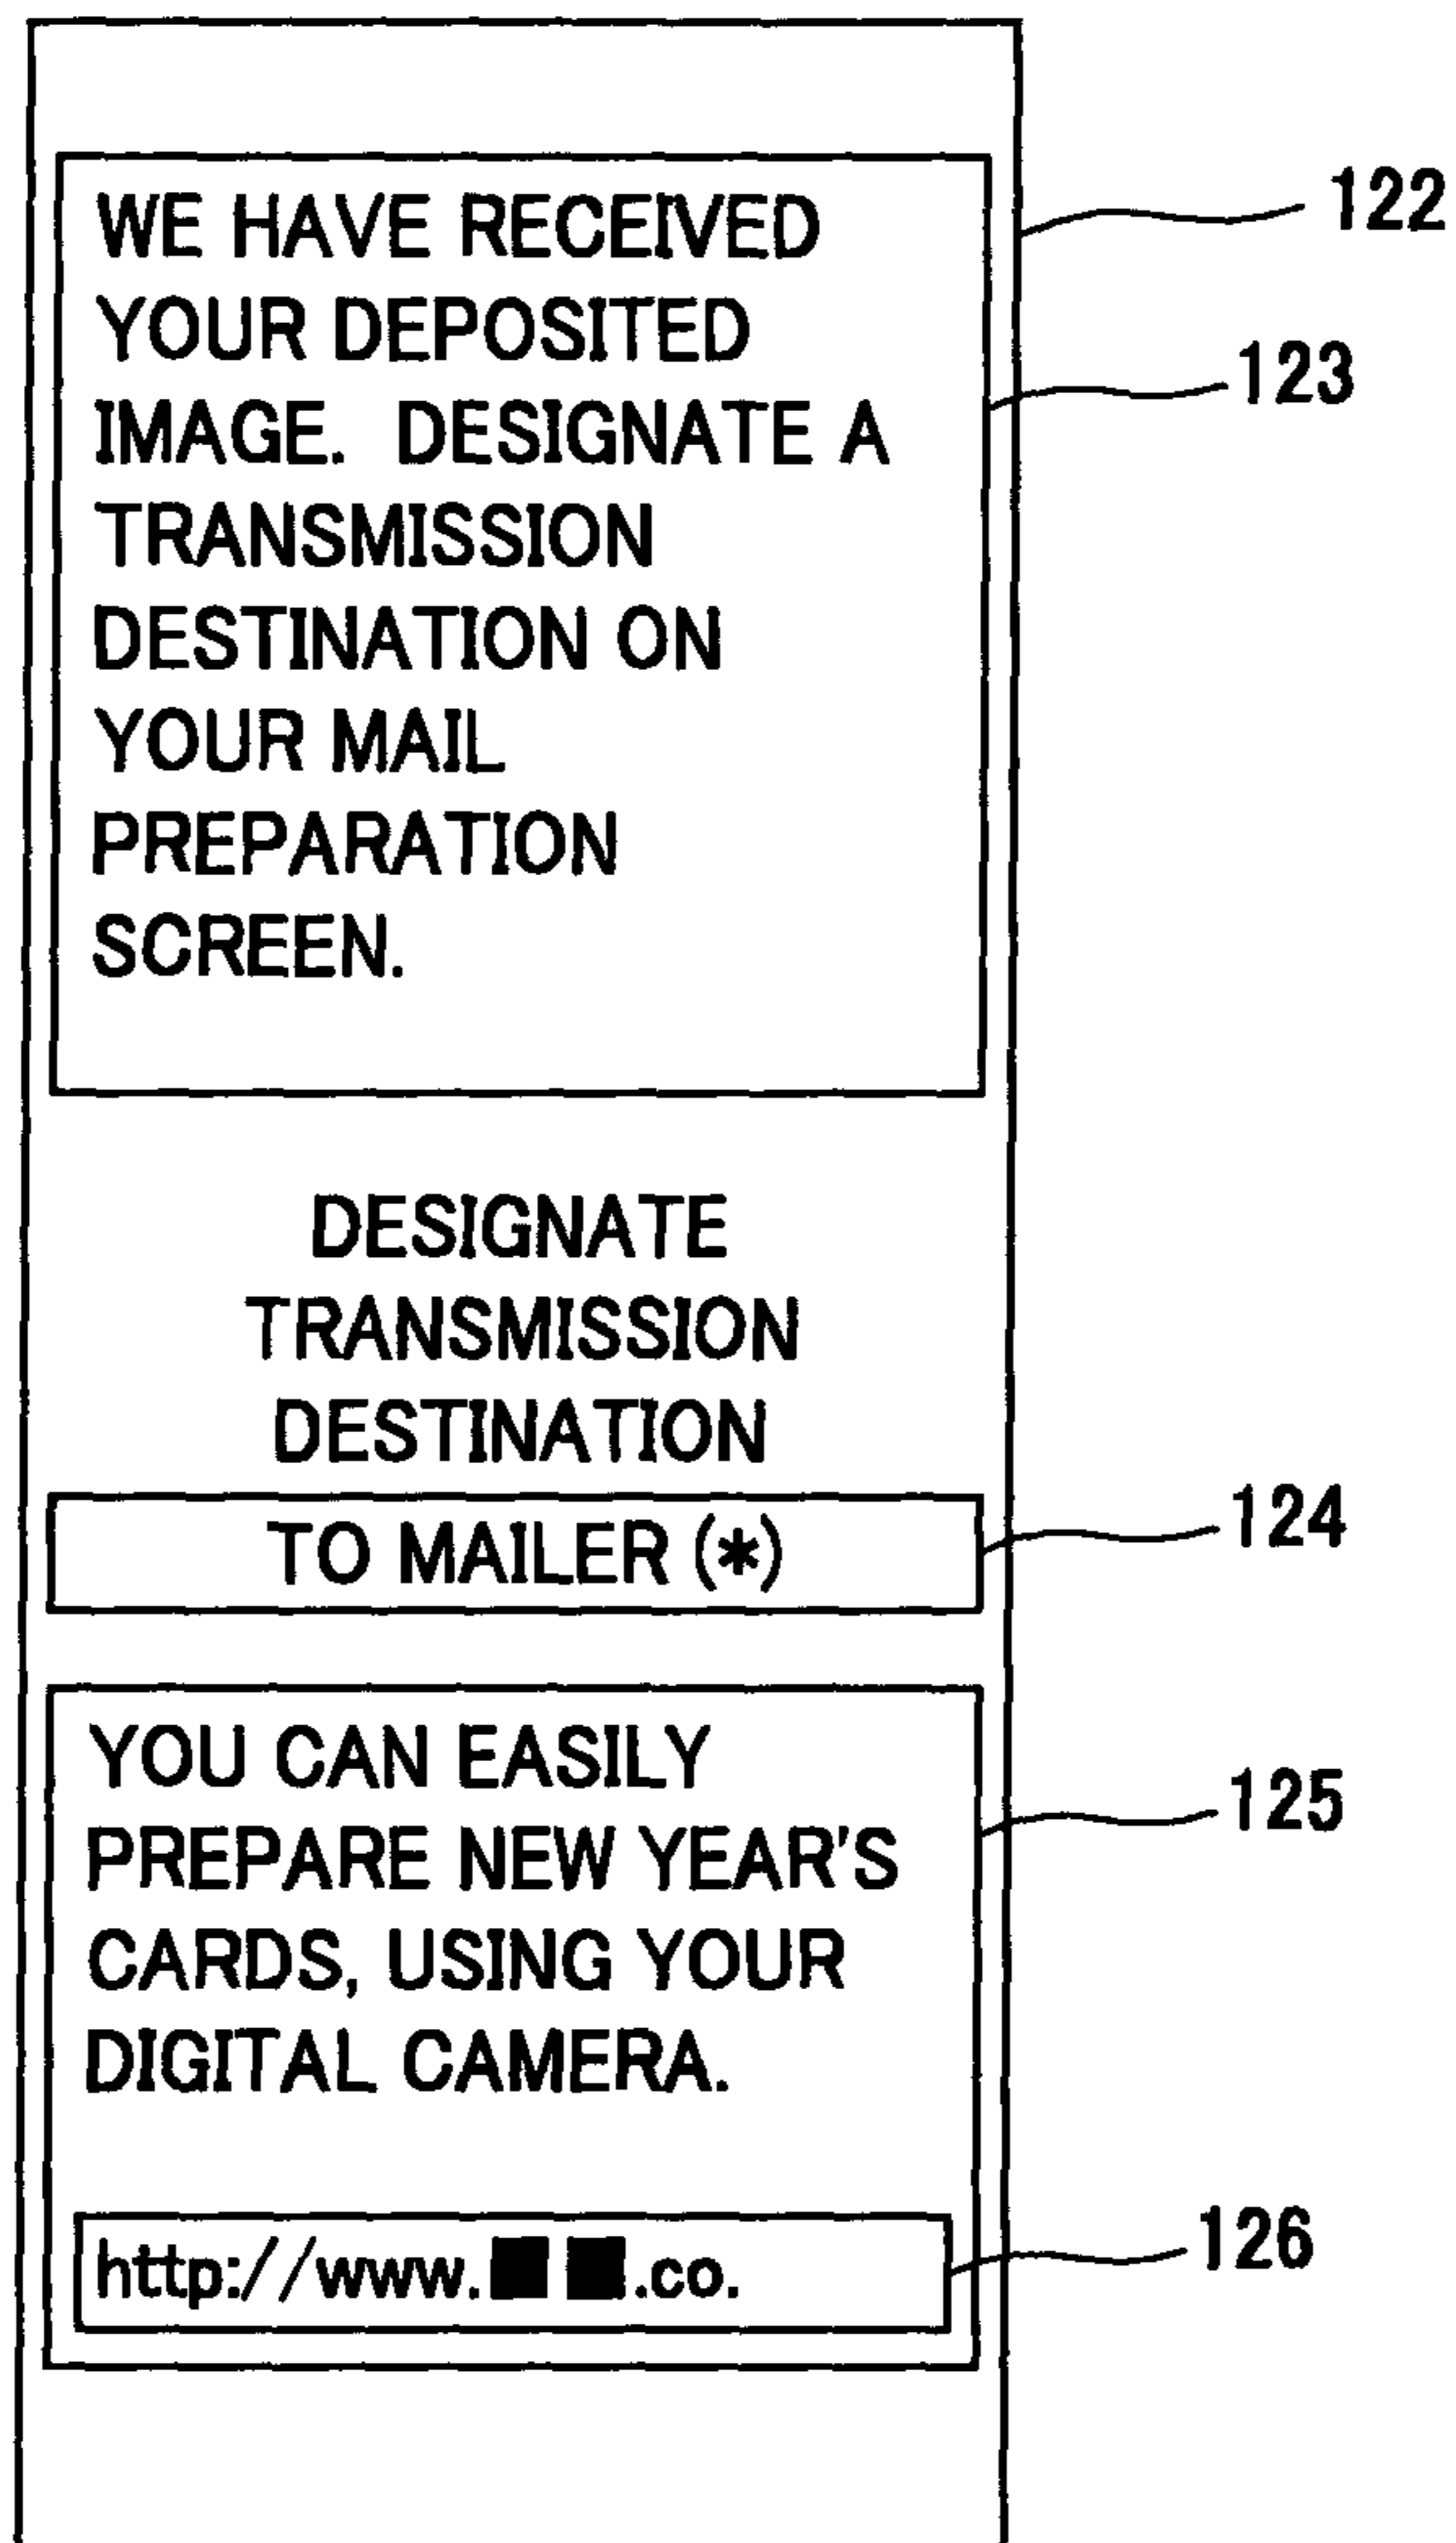 WE HAVE RECEIVED
122
YOUR DEPOSITED
123
IMAGE. DESIGNATE A
TRANSMISSION
DESTINATION ON
YOUR MAIL
PREPARATION
SCREEN.
DESIGNATE
TRANSMISSION
DESTINATION
TO MAILER (*)
124
YOU CAN EASILY
125
PREPARE NEW YEAR'S
CARDS, USING YOUR
DIGITAL CAMERA.
http://www.■ ■.co.
126